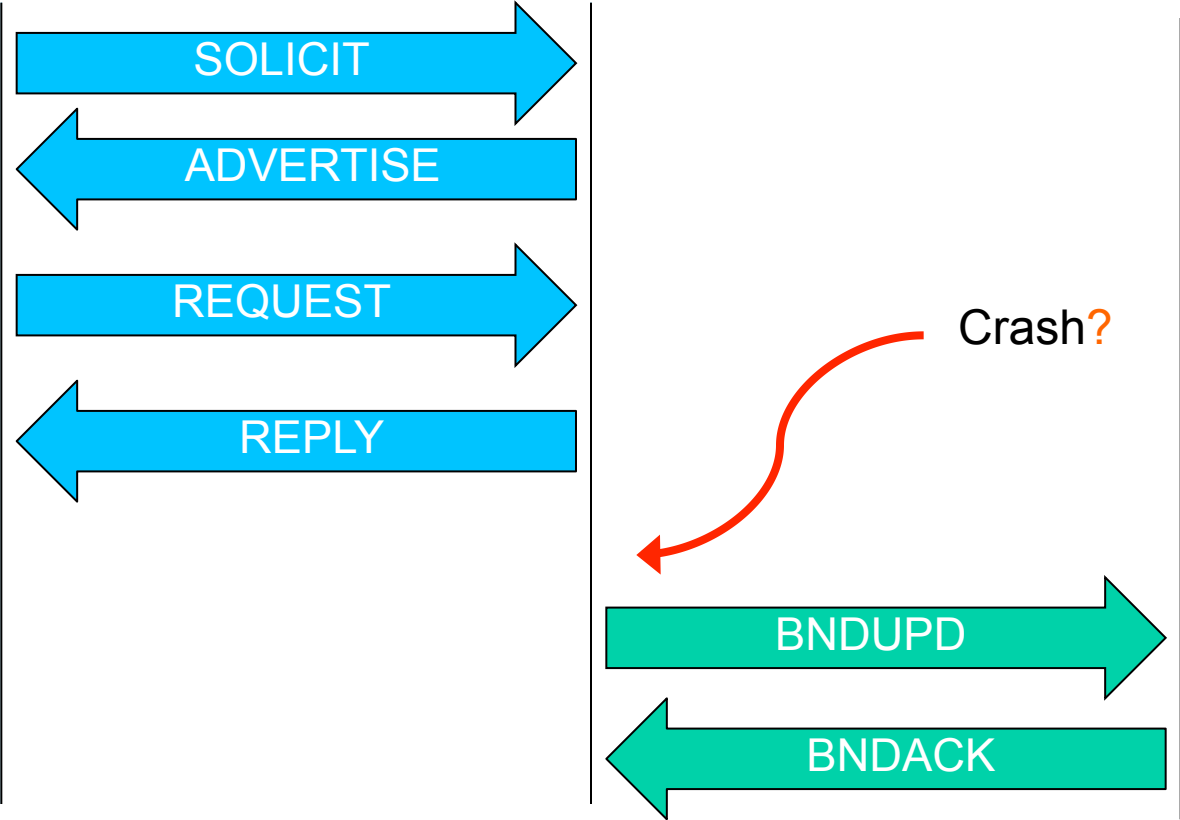 SOLICIT
ADVERTISE
REQUEST
Crash?
REPLY
BNDUPD
BNDACK